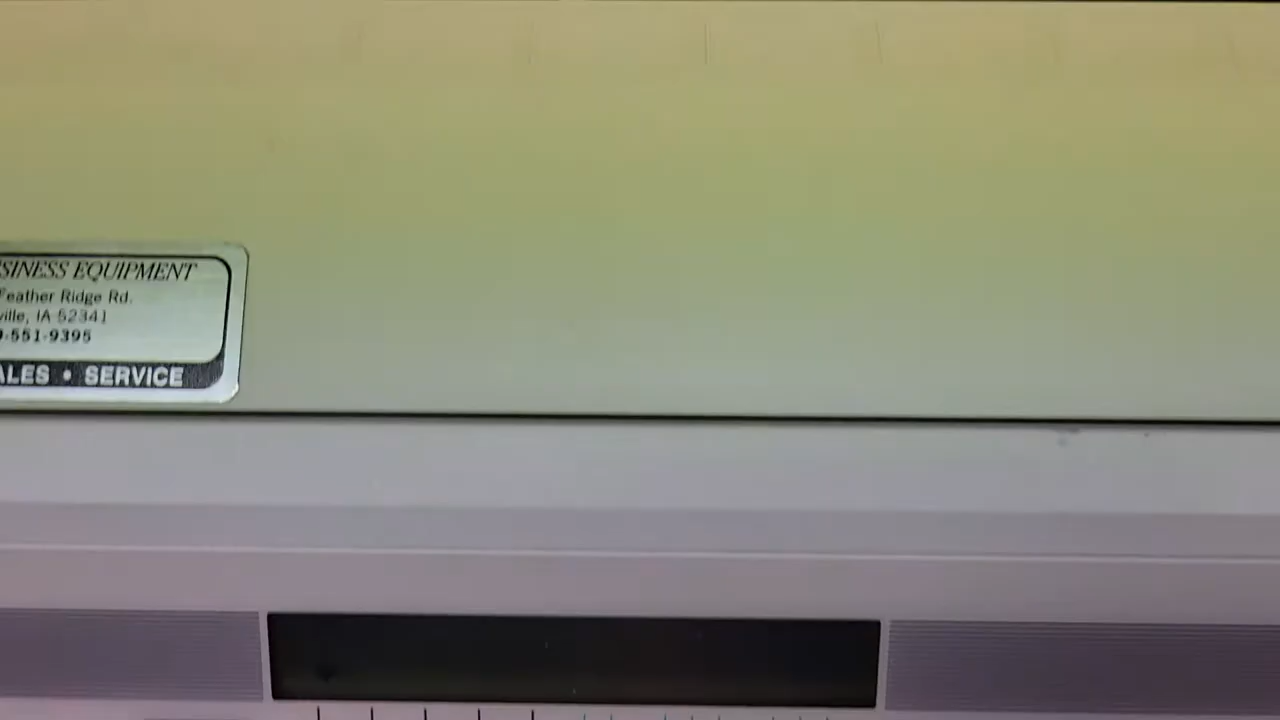 SINESS EQUIPMENT
Feather Ridge Rd.
ville, IA 52341
-551-9395
ALES • SERVICE